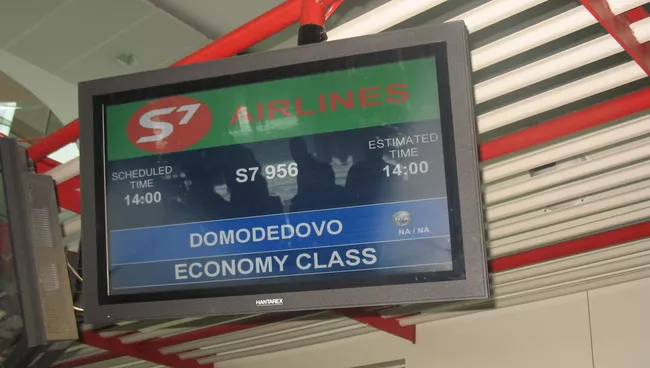 S7 AIRLINES
SCHEDULED TIME
14:00
S7 956
ESTIMATED TIME
14:00
DOMODEDOVO
NA / NA
ECONOMY CLASS
HANTAREX